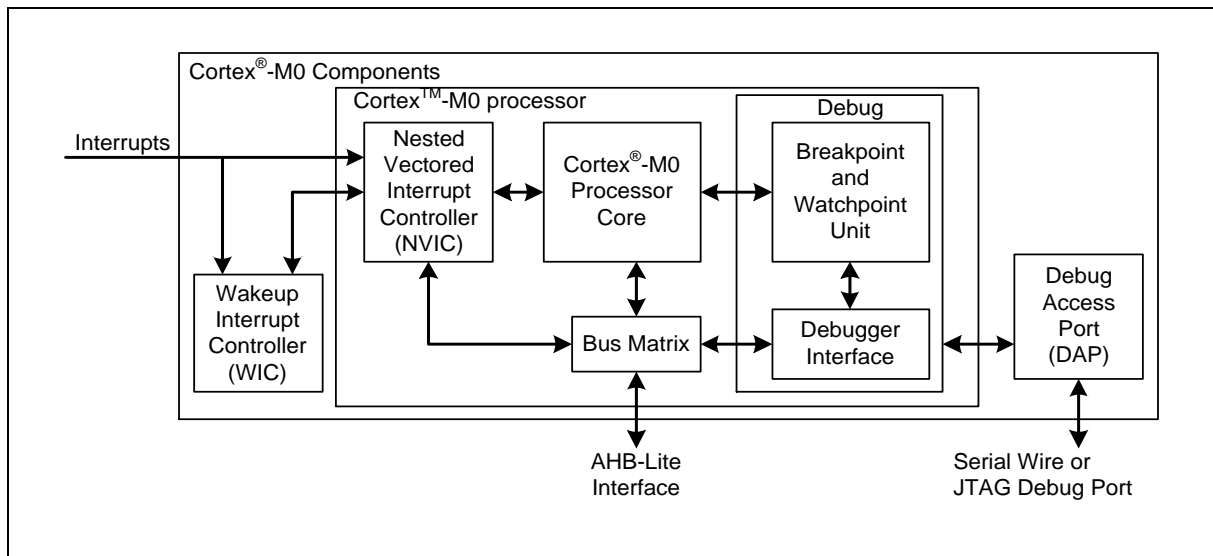 Cortex®-M0 Components
Cortex™-M0 processor
Debug
Interrupts
Nested
Vectored
Interrupt
Controller
(NVIC)
Cortex®-M0
Processor
Core
Breakpoint
and
Watchpoint
Unit
Wakeup
Interrupt
Controller
(WIC)
Bus Matrix
Debugger
Interface
Debug
Access
Port
(DAP)
AHB-Lite
Interface
Serial Wire or
JTAG Debug Port